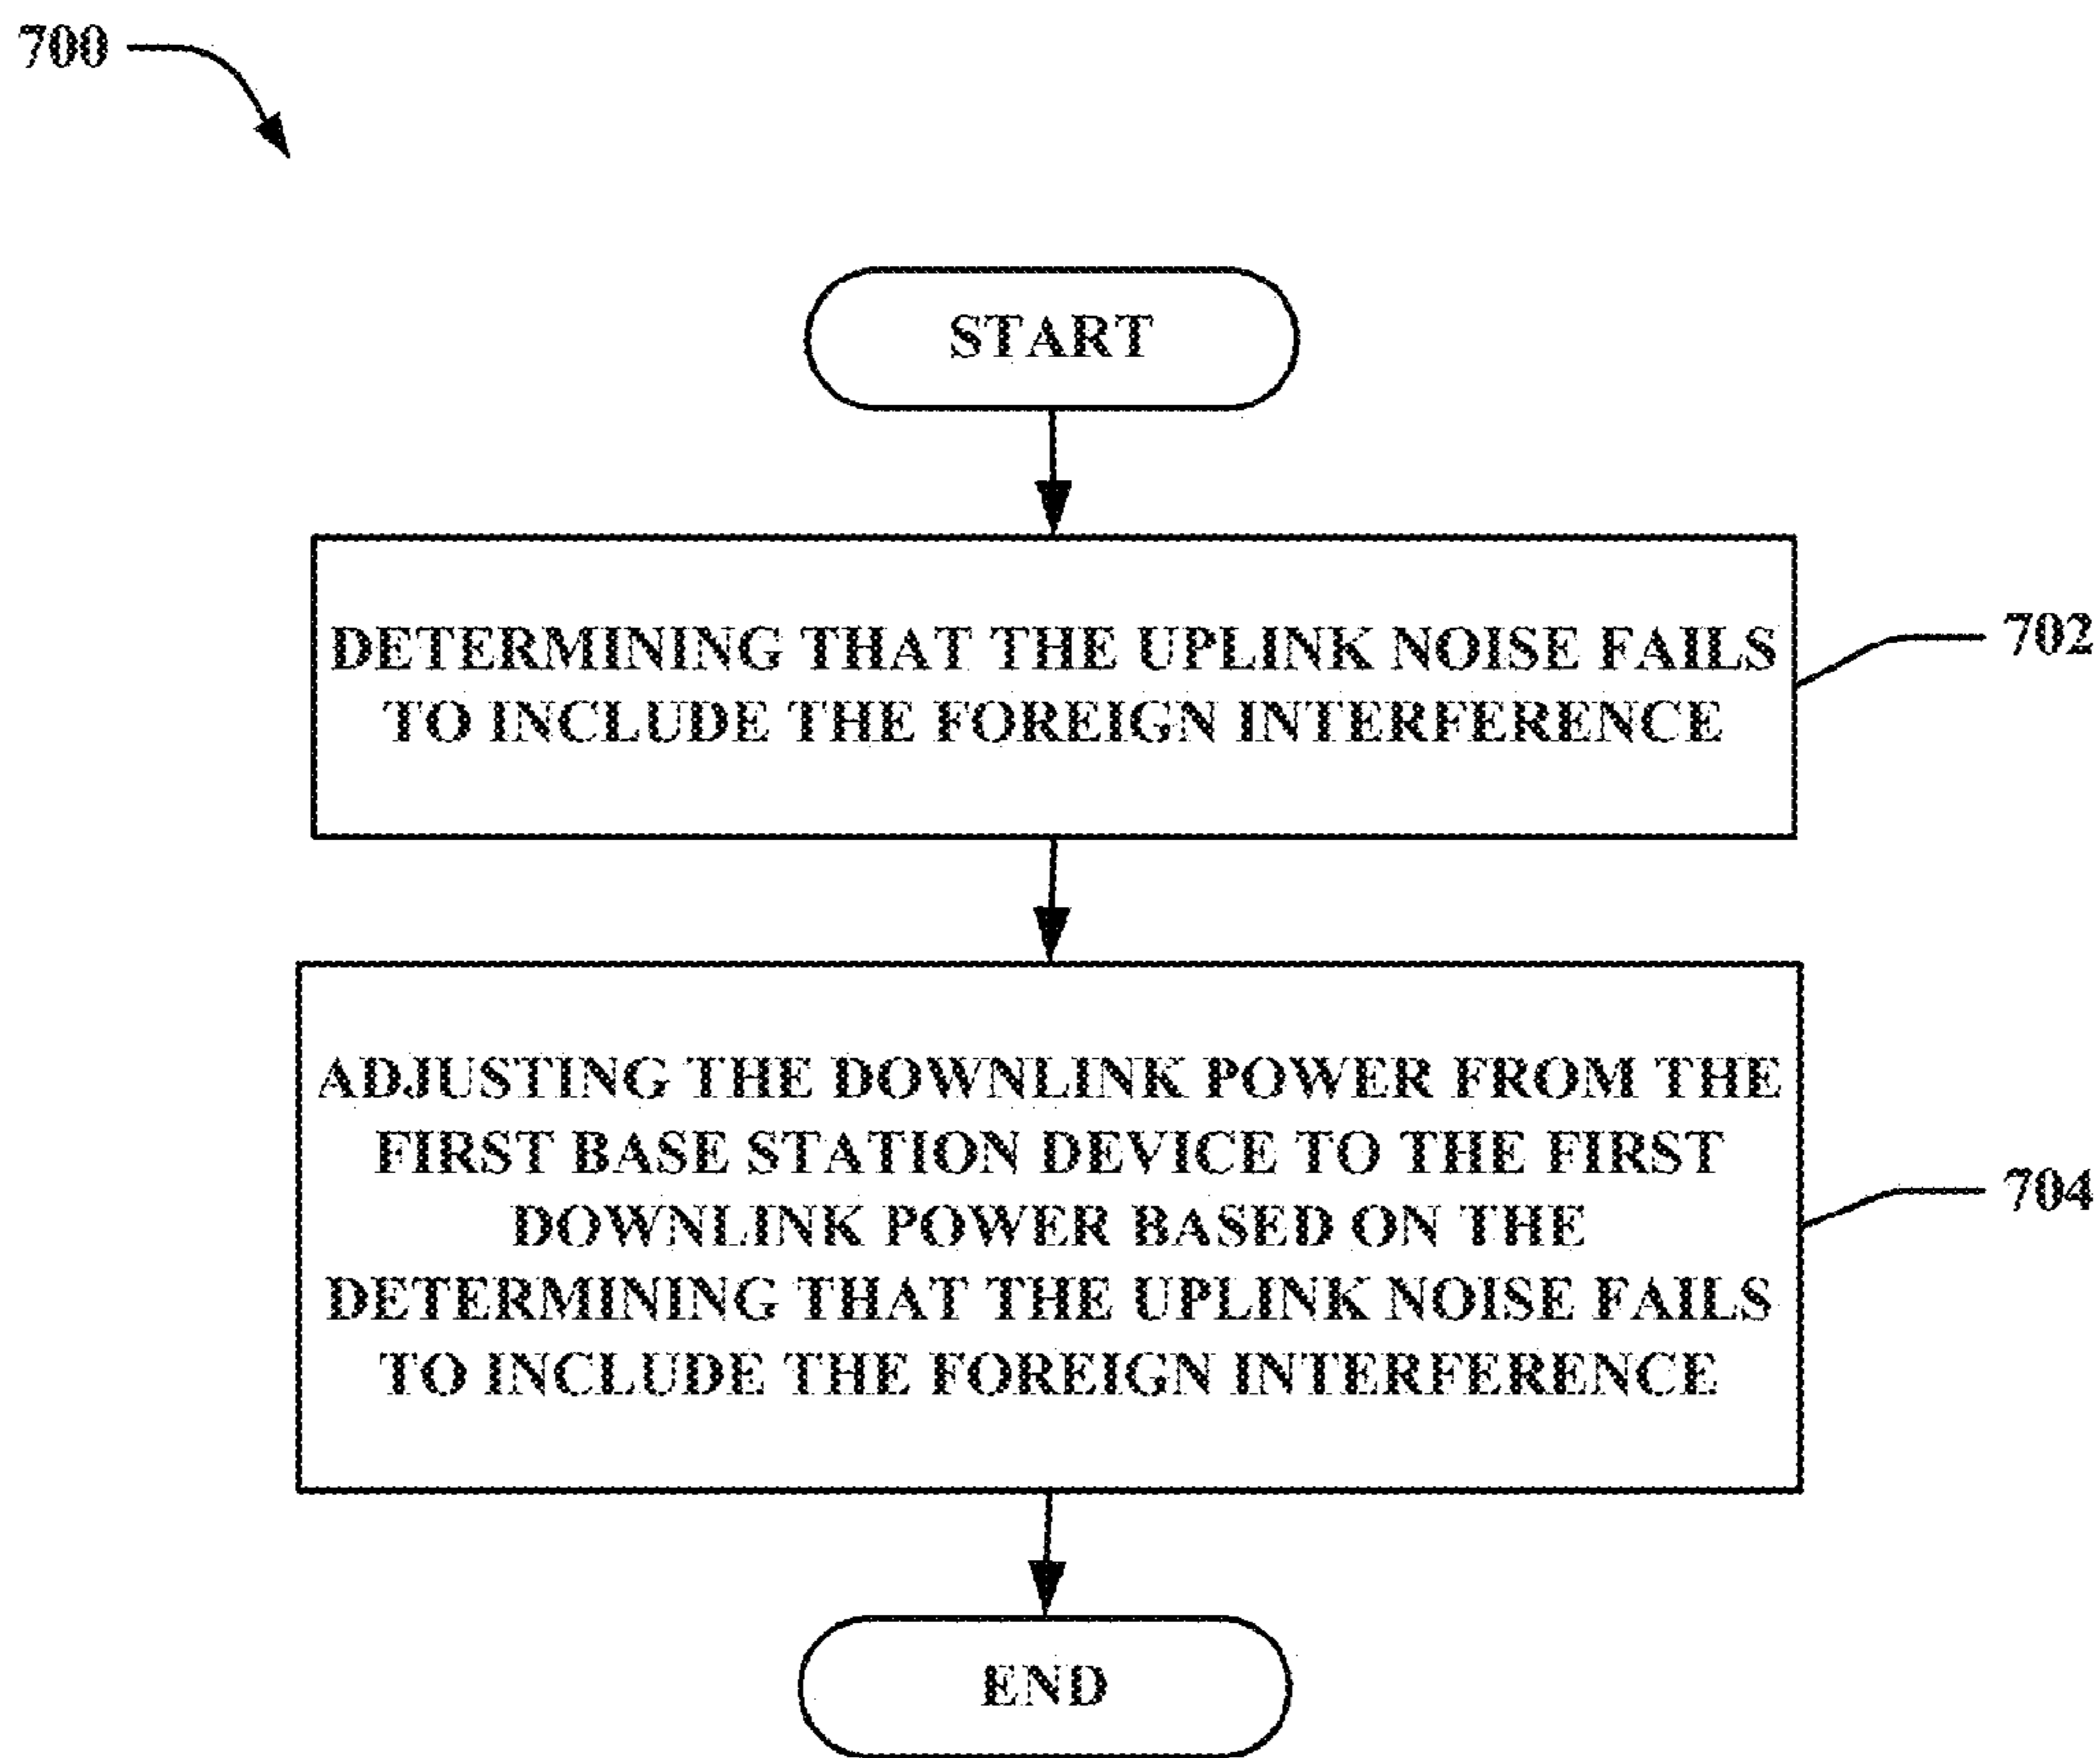 700
START
DETERMINING THAT THE UPLINK NOISE FAILS
TO INCLUDE THE FOREIGN INTERFERENCE
702
ADJUSTING THE DOWNLINK POWER FROM THE
FIRST BASE STATION DEVICE TO THE FIRST
DOWNLINK POWER BASED ON THE
DETERMINING THAT THE UPLINK NOISE FAILS
TO INCLUDE THE FOREIGN INTERFERENCE
704
END